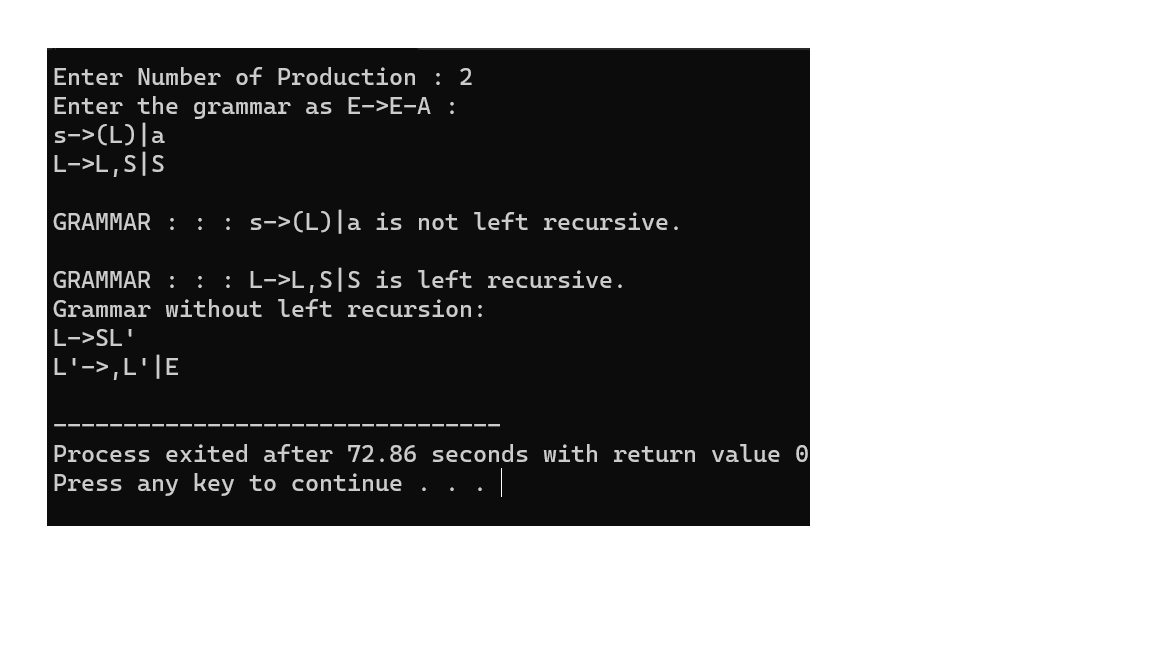 Enter Number of Production : 2
Enter the grammar as E->E-A :
s->(L)|a
L->L,S|S
GRAMMAR : : : s->(L)|a is not left recursive.
GRAMMAR : : : L->L,S|S is left recursive.
Grammar without left recursion:
L->SL'
L'->,L'|E
--------------------------------
Process exited after 72.86 seconds with return value 0
Press any key to continue . . .